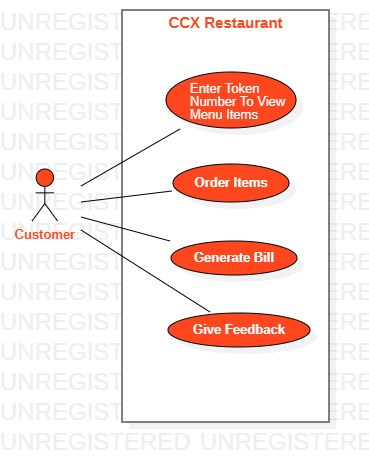 CCX Restaurant
Enter Token
Number To View
Menu Items
Order Items
Customer
Generate Bill
Give Feedback
UNREGISTERED UNREGISTERED